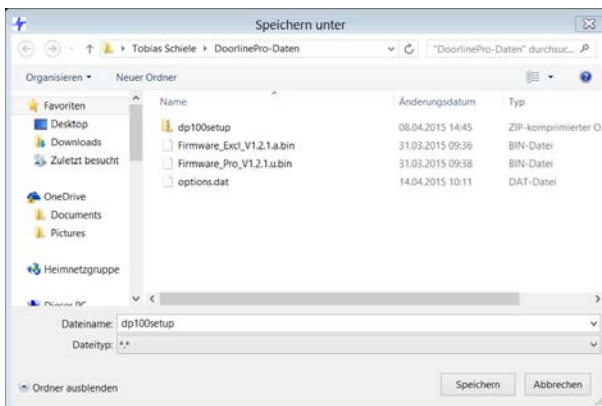 Speichern unter
Tobias Schiele ▸ DoorlinePro-Daten
"DoorlinePro-Daten" durchsuc...
Organisieren ▾ Neuer Ordner
Name Änderungsdatum Typ
Favoriten
Desktop
Downloads
Zuletzt besucht
OneDrive
Documents
Pictures
Heimnetzgruppe
Dieser PC
dp100setup 08.04.2015 14:45 ZIP-komprimierter O
Firmware_Excl_V1.2.1.a.bin 31.03.2015 09:36 BIN-Datei
Firmware_Pro_V1.2.1.u.bin 31.03.2015 09:38 BIN-Datei
options.dat 14.04.2015 10:11 DAT-Datei
Dateiname: dp100setup
Dateityp: *.*
Ordner ausblenden
Speichern Abbrechen